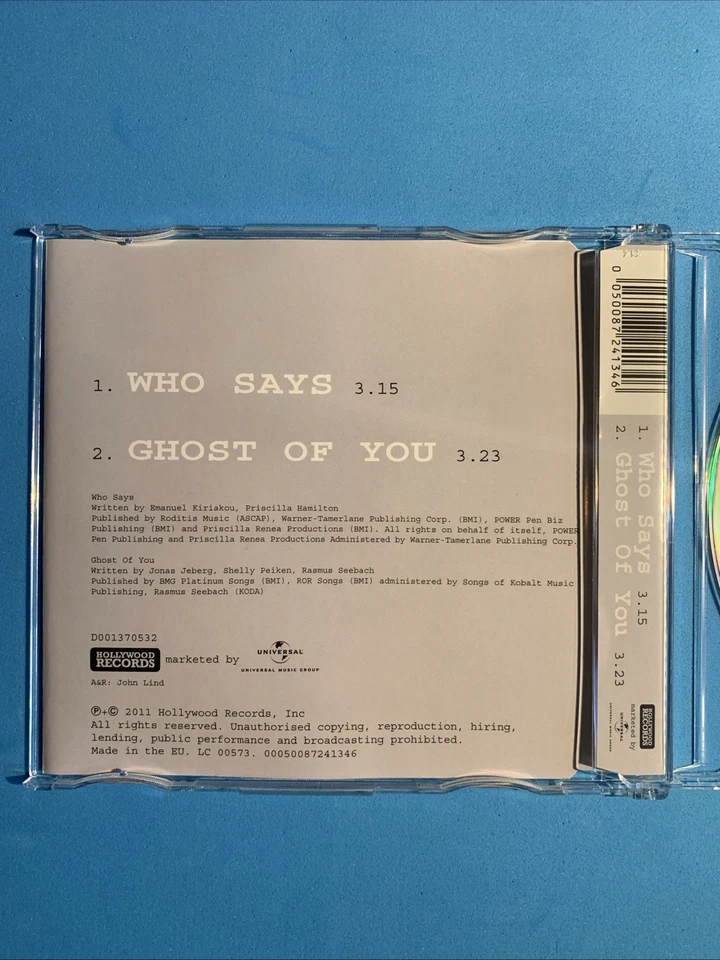 1. WHO SAYS 3.15
2. GHOST OF YOU 3.23
Who Says
Written by Emanuel Kiriakou, Priscilla Hamilton
Published by Roditis Music (ASCAP), Warner-Tamerlane Publishing Corp. (BMI), POWER Pen Biz
Publishing (BMI) and Priscilla Renea Productions (BMI). All rights on behalf of itself, POWER
Pen Publishing and Priscilla Renea Productions Administered by Warner-Tamerlane Publishing Corp.
Ghost Of You
Written by Jonas Jeberg, Shelly Peiken, Rasmus Seebach
Published by BMG Platinum Songs (BMI), ROR Songs (BMI) administered by Songs of Kobalt Music
Publishing, Rasmus Seebach (KODA)
D001370532
HOLLYWOOD
RECORDS
marketed by
UNIVERSAL
UNIVERSAL MUSIC GROUP
A&R: John Lind
℗+© 2011 Hollywood Records, Inc
All rights reserved. Unauthorised copying, reproduction, hiring,
lending, public performance and broadcasting prohibited.
Made in the EU. LC 00573. 00050087241346
0 050087 241346
1. Who Says 3.15
2. Ghost Of You 3.23
marketed by
HOLLYWOOD
RECORDS
UNIVERSAL
UNIVERSAL MUSIC GROUP